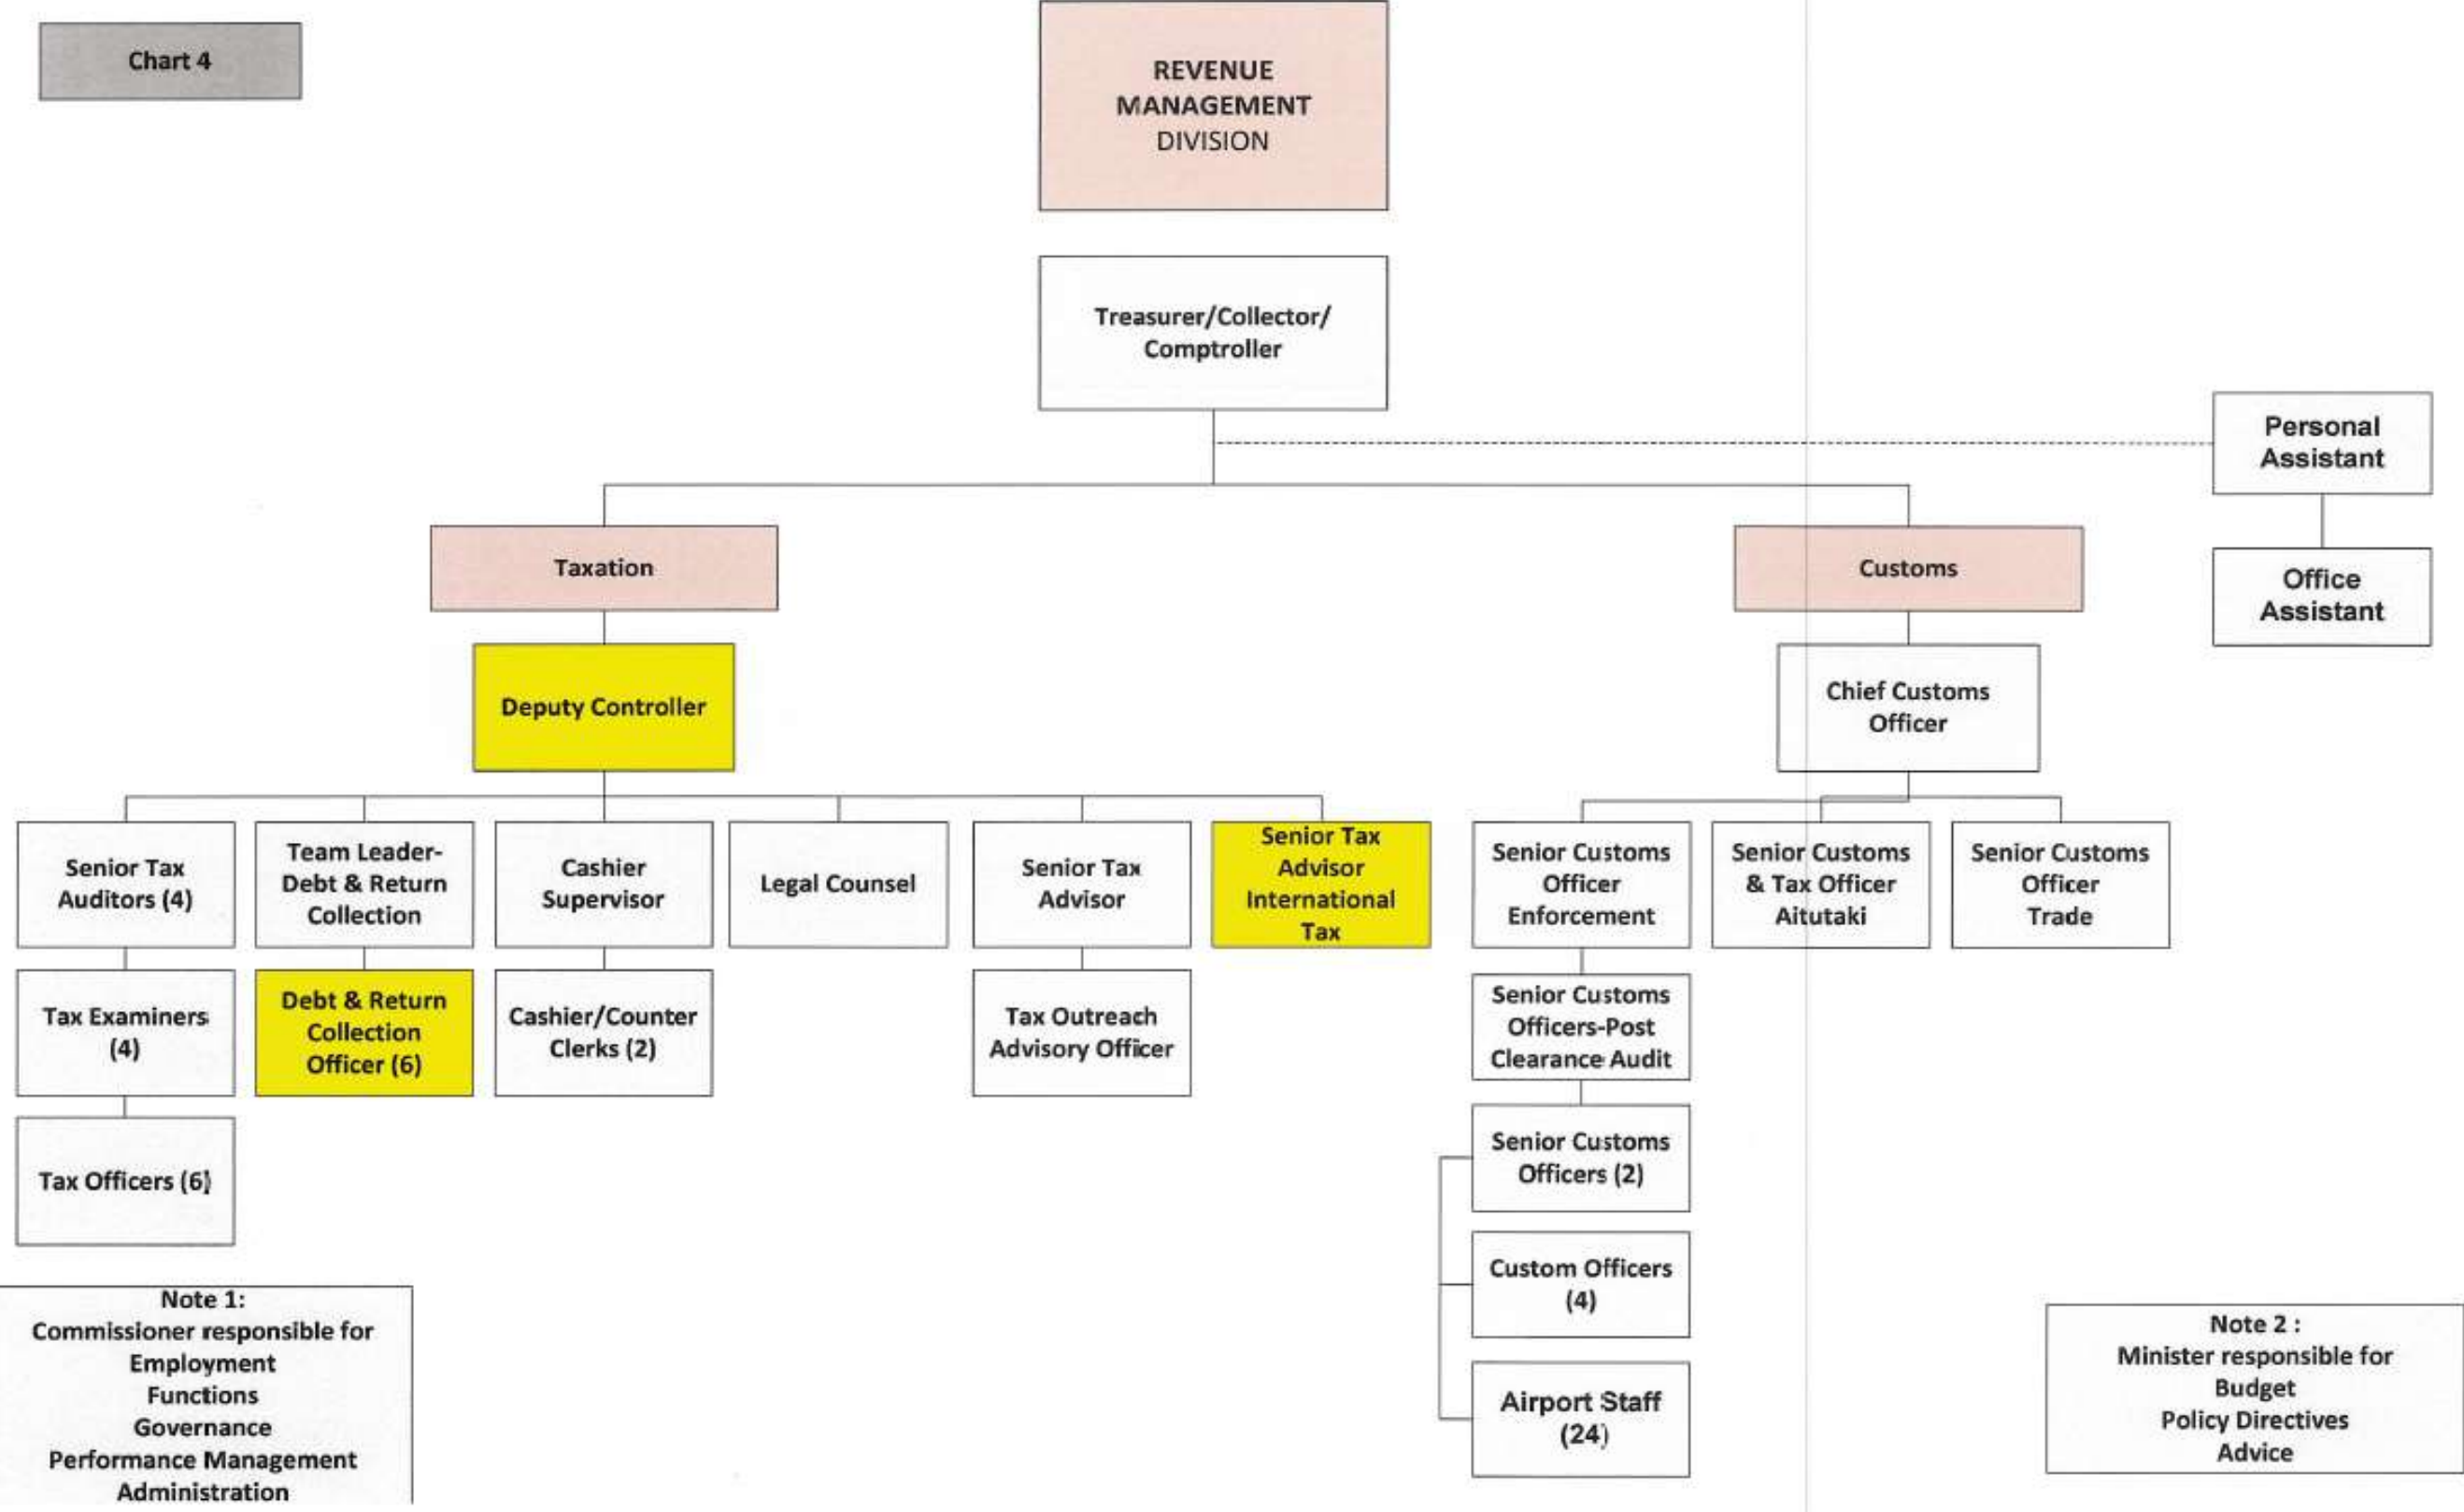 Chart 4
REVENUE
MANAGEMENT
DIVISION
Treasurer/Collector/
Comptroller
Personal
Assistant
Office
Assistant
Taxation
Customs
Deputy Controller
Chief Customs
Officer
Senior Tax
Auditors (4)
Team Leader-
Debt & Return
Collection
Cashier
Supervisor
Legal Counsel
Senior Tax
Advisor
Senior Tax
Advisor
International
Tax
Senior Customs
Officer
Enforcement
Senior Customs
& Tax Officer
Aitutaki
Senior Customs
Officer
Trade
Tax Examiners
(4)
Debt & Return
Collection
Officer (6)
Cashier/Counter
Clerks (2)
Tax Outreach
Advisory Officer
Senior Customs
Officers-Post
Clearance Audit
Tax Officers (6)
Senior Customs
Officers (2)
Custom Officers
(4)
Airport Staff
(24)
Note 1:
Commissioner responsible for
Employment
Functions
Governance
Performance Management
Administration
Note 2 :
Minister responsible for
Budget
Policy Directives
Advice